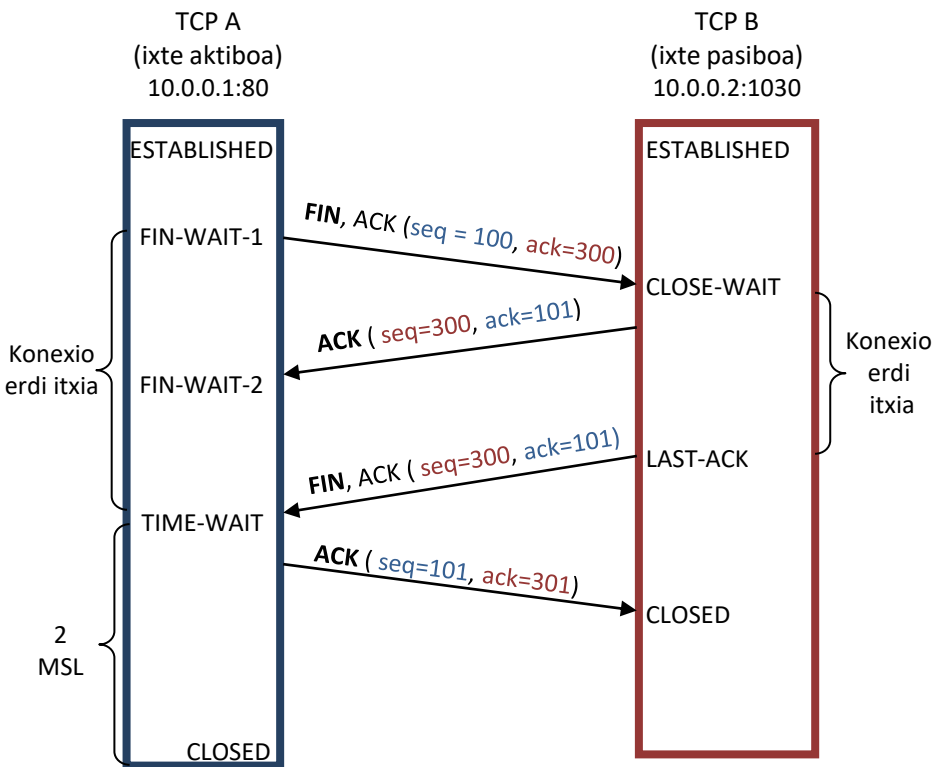 TCP A
(ixte aktiboa)
10.0.0.1:80
TCP B
(ixte pasiboa)
10.0.0.2:1030
ESTABLISHED
ESTABLISHED
FIN, ACK (seq = 100, ack=300)
FIN-WAIT-1
CLOSE-WAIT
ACK ( seq=300, ack=101)
Konexio
erdi itxia
Konexio
erdi
itxia
FIN-WAIT-2
FIN, ACK ( seq=300, ack=101)
LAST-ACK
TIME-WAIT
ACK ( seq=101, ack=301)
CLOSED
2
MSL
CLOSED